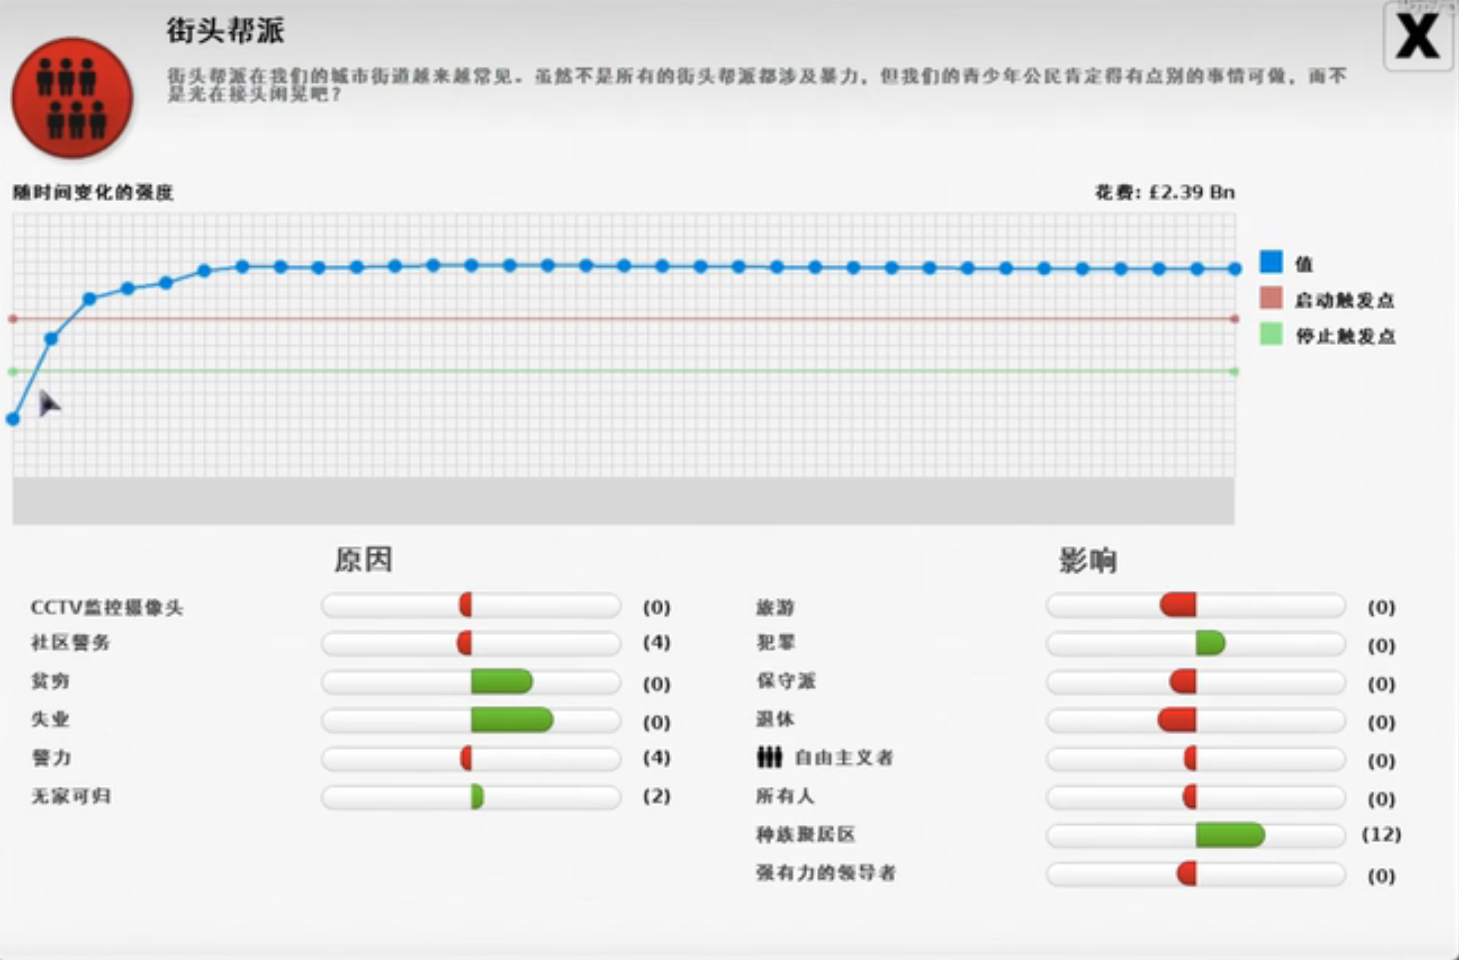 街头帮派
街头帮派在我们的城市街道越来越常见。虽然不是所有的街头帮派都涉及暴力，但我们的青少年公民肯定得有点别的事情可做，而不
是光在接头闲晃吧？
随时间变化的强度
花费: £2.39 Bn
值
启动触发点
停止触发点
原因
CCTV监控摄像头 (0)
社区警务 (4)
贫穷 (0)
失业 (0)
警力 (4)
无家可归 (2)
影响
旅游 (0)
犯罪 (0)
保守派 (0)
退休 (0)
自由主义者 (0)
所有人 (0)
种族聚居区 (12)
强有力的领导者 (0)